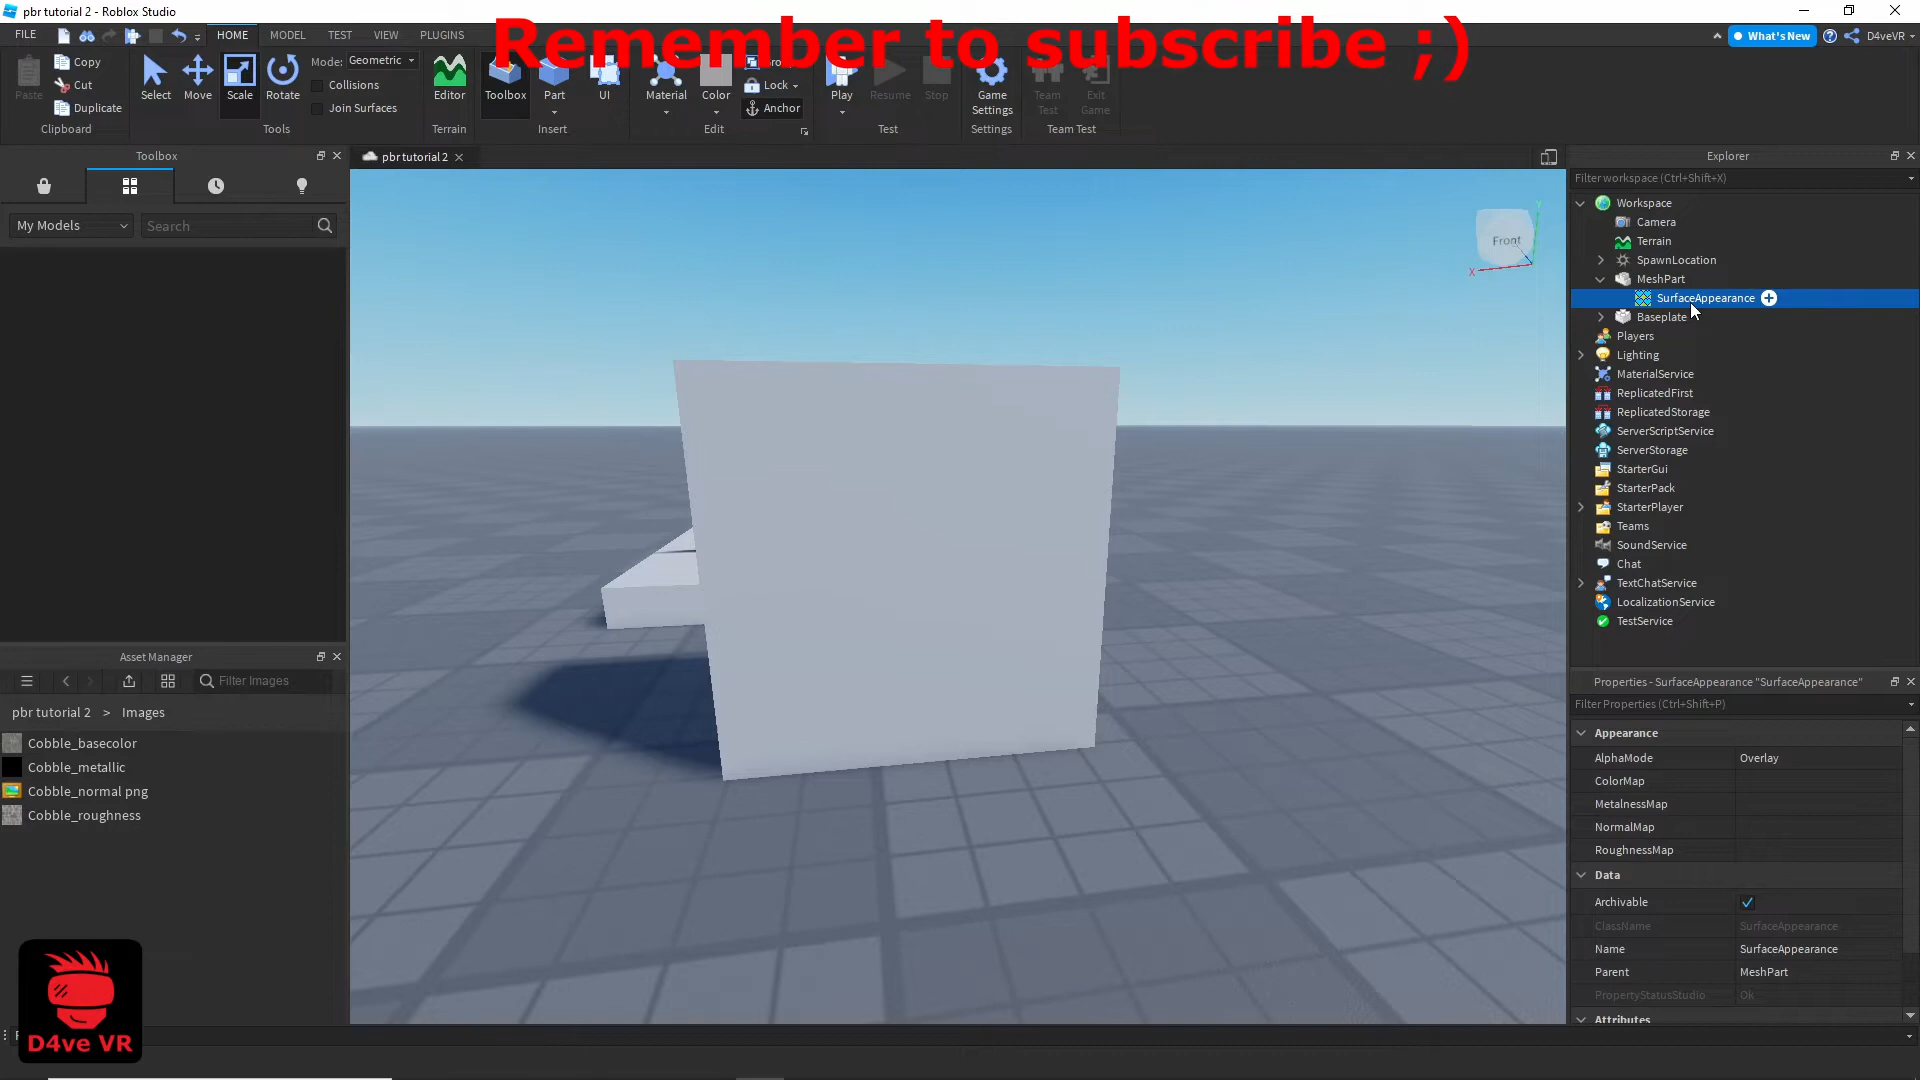 pbr tutorial 2 - Roblox Studio
Remember to subscribe ;)
FILE HOME MODEL TEST VIEW PLUGINS What's New D4veVR
Paste Copy Cut Duplicate Clipboard
Select Move Scale Rotate Mode: Geometric Collisions Join Surfaces Tools
Editor Terrain
Toolbox Part UI Insert
Material Color Lock Anchor Edit
Play Resume Stop Test
Game Settings Settings
Team Test Exit Game Team Test
Toolbox
My Models Search
pbr tutorial 2
Front
X
Y
Asset Manager
Filter Images
pbr tutorial 2 > Images
Cobble_basecolor
Cobble_metallic
Cobble_normal png
Cobble_roughness
D4ve VR
Explorer
Filter workspace (Ctrl+Shift+X)
Workspace
Camera
Terrain
SpawnLocation
MeshPart
SurfaceAppearance
Baseplate
Players
Lighting
MaterialService
ReplicatedFirst
ReplicatedStorage
ServerScriptService
ServerStorage
StarterGui
StarterPack
StarterPlayer
Teams
SoundService
Chat
TextChatService
LocalizationService
TestService
Properties - SurfaceAppearance "SurfaceAppearance"
Filter Properties (Ctrl+Shift+P)
Appearance
AlphaMode Overlay
ColorMap
MetalnessMap
NormalMap
RoughnessMap
Data
Archivable
ClassName SurfaceAppearance
Name SurfaceAppearance
Parent MeshPart
PropertyStatusStudio Ok
Attributes